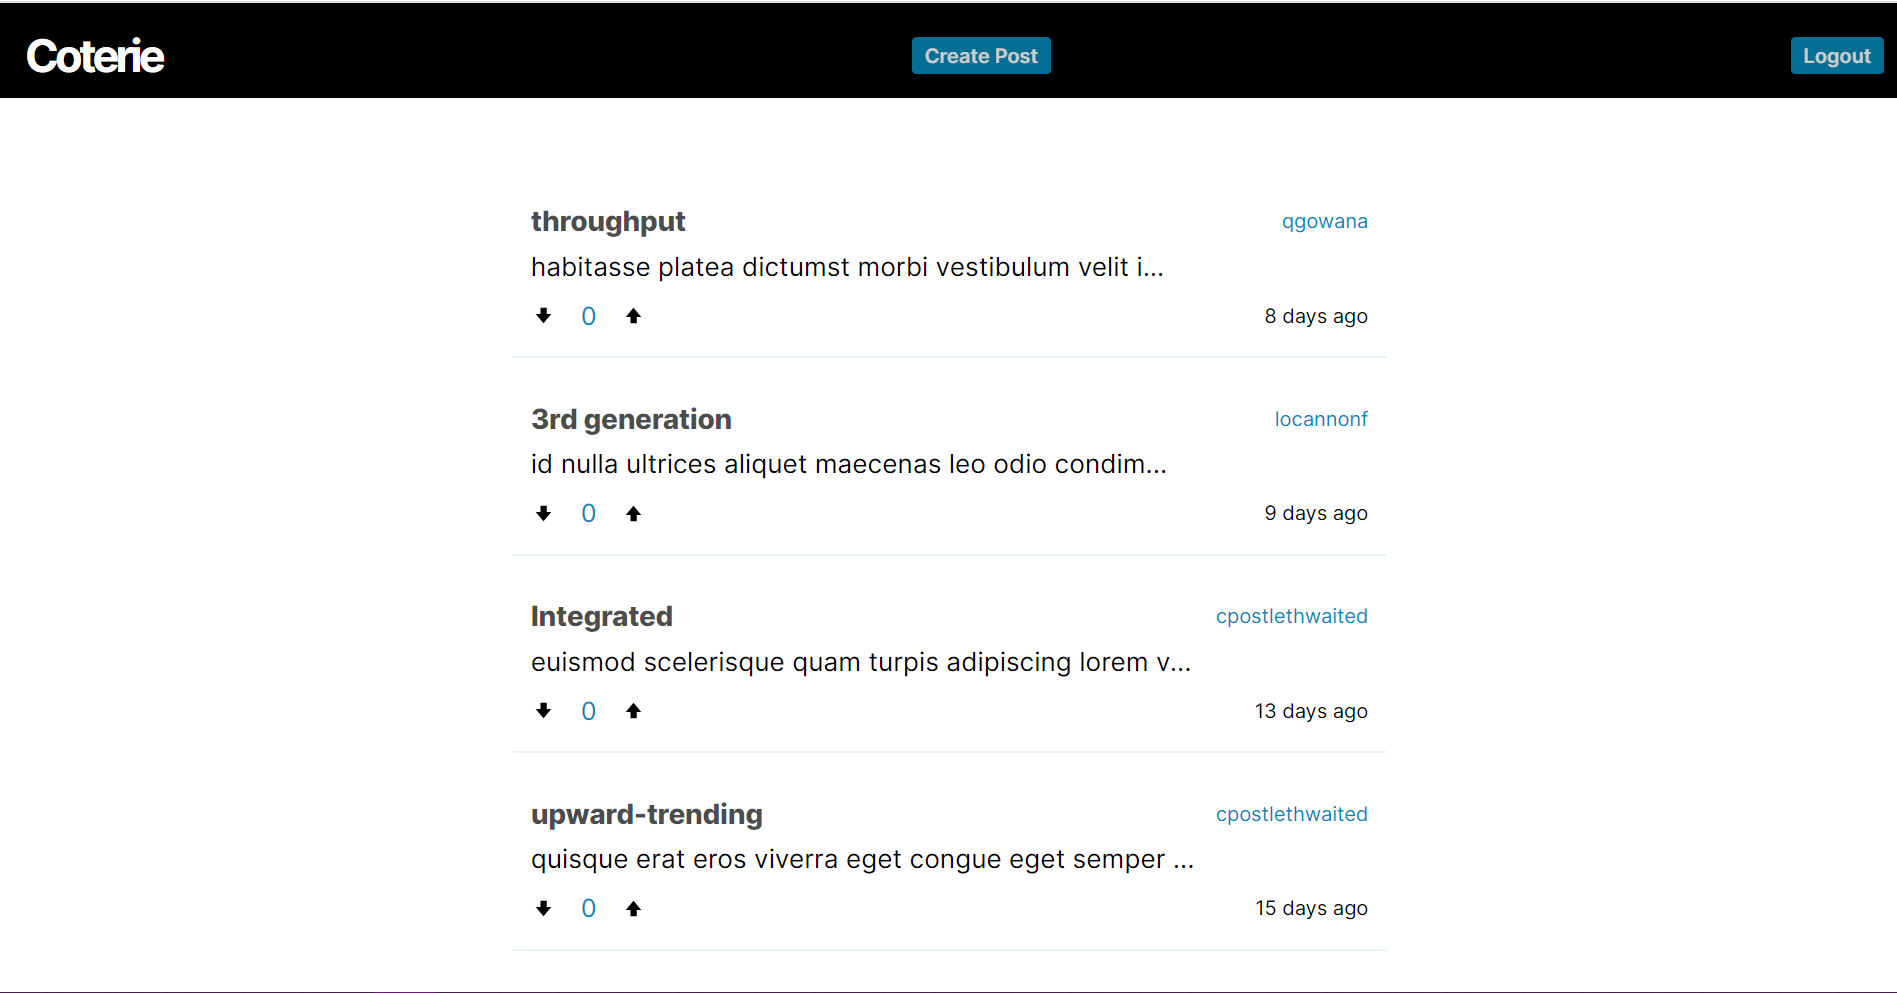 Coterie Create Post Logout
throughput qgowana
habitasse platea dictumst morbi vestibulum velit i...
0 8 days ago
3rd generation locannonf
id nulla ultrices aliquet maecenas leo odio condim...
0 9 days ago
Integrated cpostlethwaited
euismod scelerisque quam turpis adipiscing lorem v...
0 13 days ago
upward-trending cpostlethwaited
quisque erat eros viverra eget congue eget semper ...
0 15 days ago